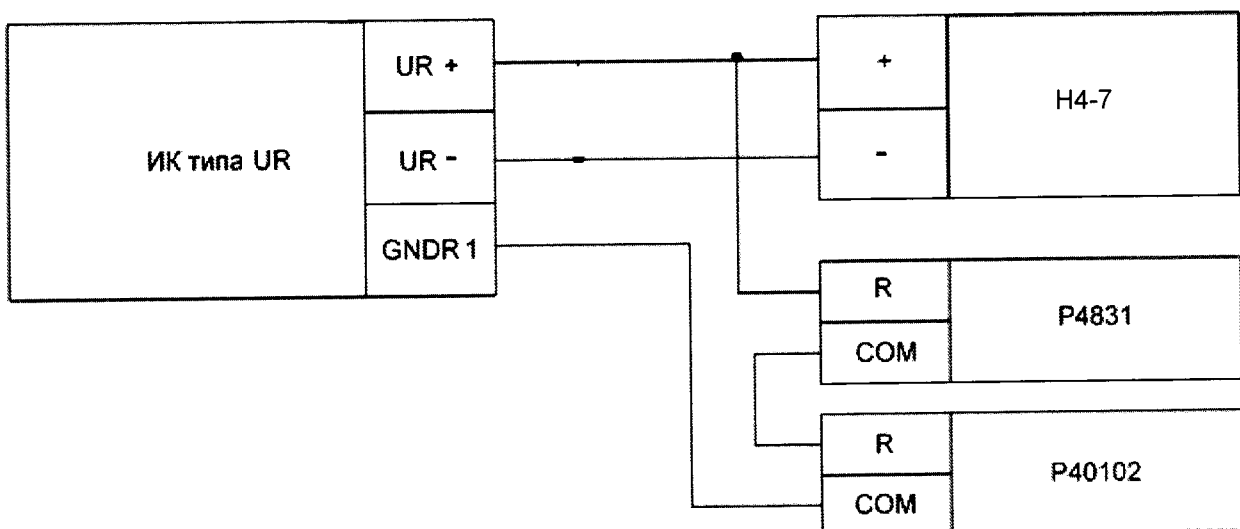 ИК типа UR
UR +
UR -
GNDR 1
+
-
Н4-7
R
COM
Р4831
R
COM
Р40102